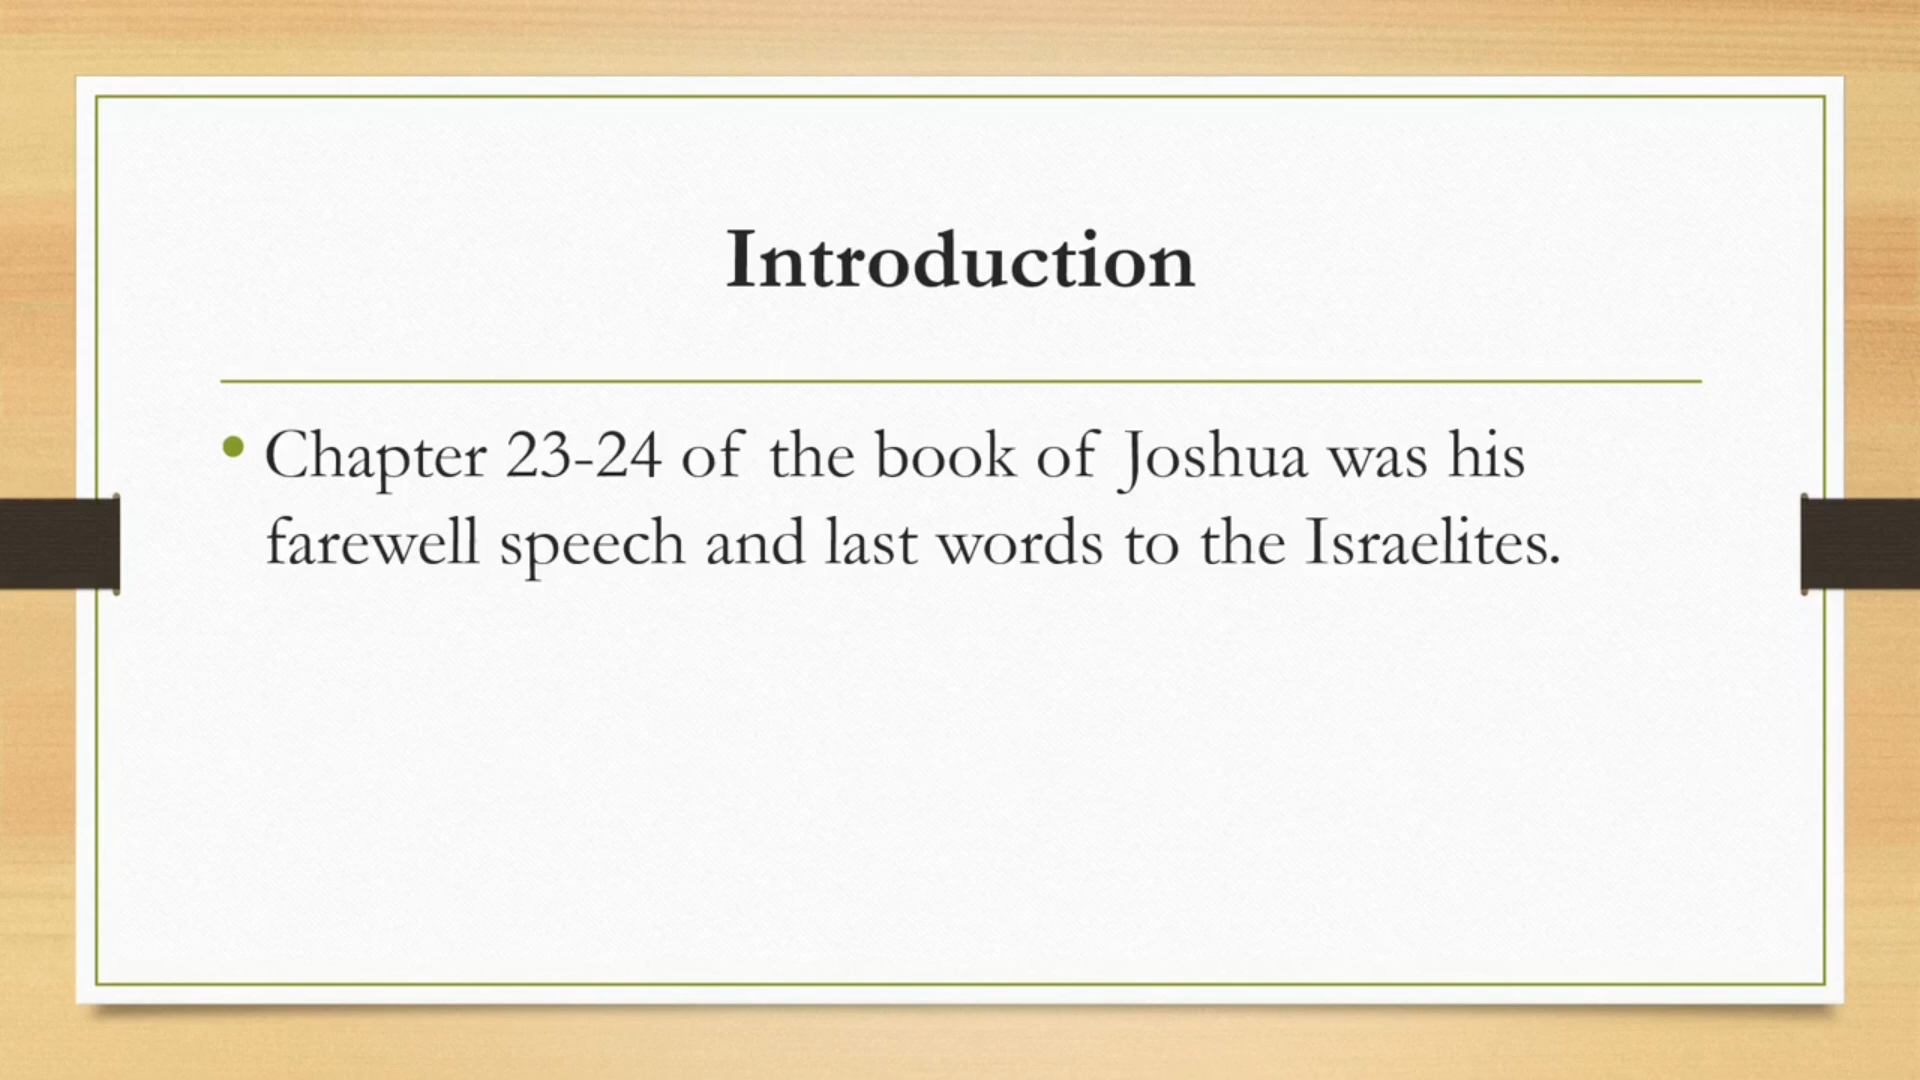 Introduction
• Chapter 23-24 of the book of Joshua was his
farewell speech and last words to the Israelites.